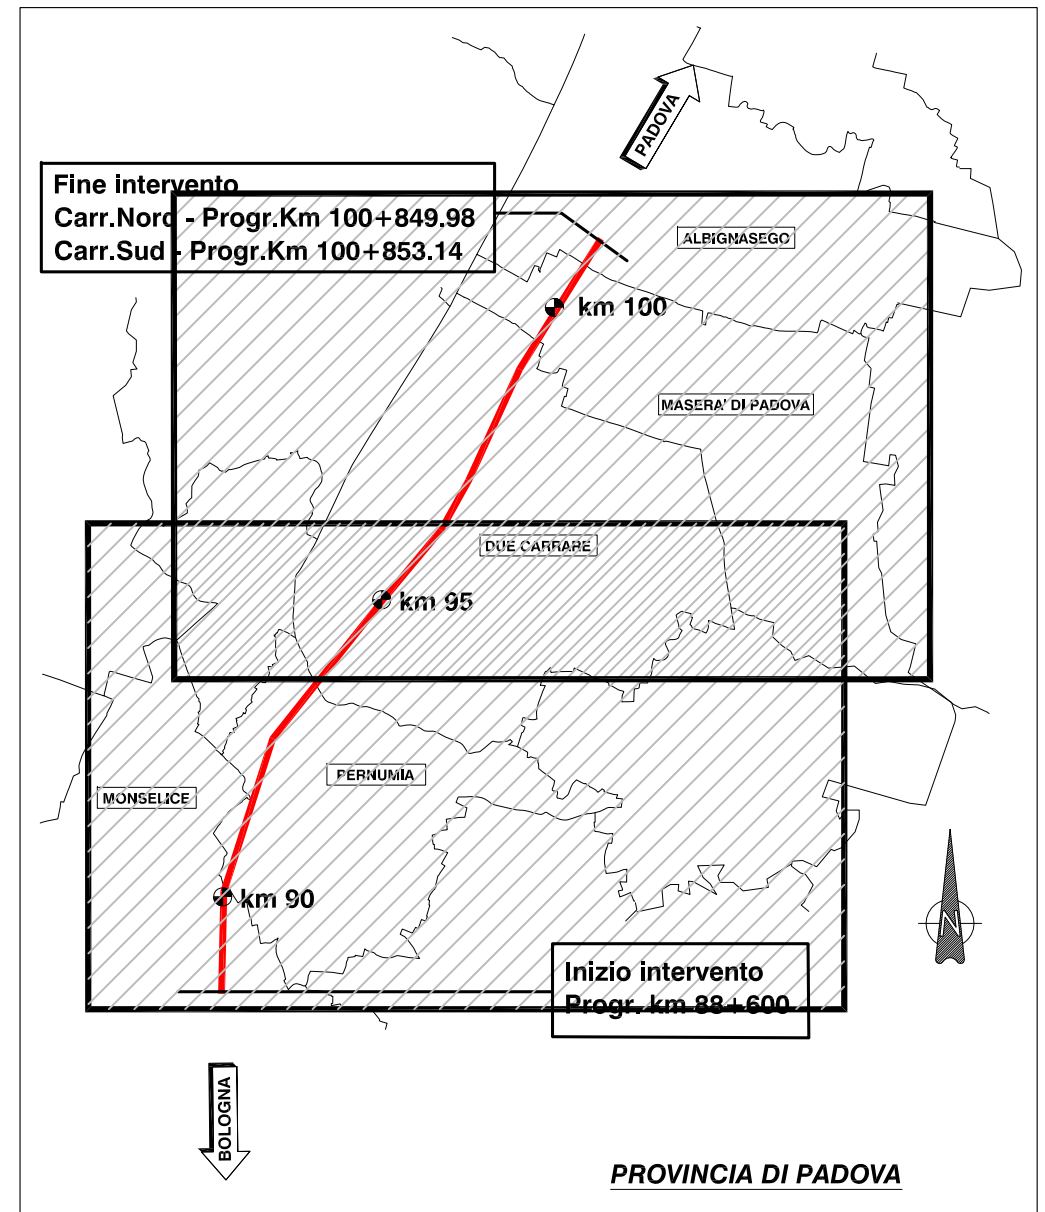 PADOVA
Fine intervento
Carr.Nord - Progr.Km 100+849.98
Carr.Sud - Progr.Km 100+853.14
ALBIGNASEGO
km 100
MASERA' DI PADOVA
DUE CARRARE
km 95
PERNUMIA
MONSELICE
km 90
N
Inizio intervento
Progr. km 88+600
BOLOGNA
PROVINCIA DI PADOVA